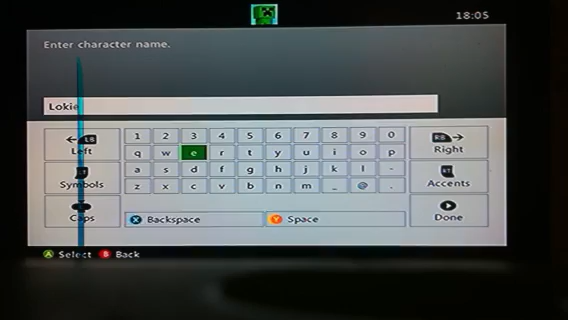 18:05
Enter character name.
Lokie
LB 1 2 3 4 5 6 7 8 9 0 RB
Left q w e r t y u i o p Right
a s d f g h j k l -
Symbols z x c v b n m _ @ . Accents
Caps X Backspace Y Space Done
A Select B Back